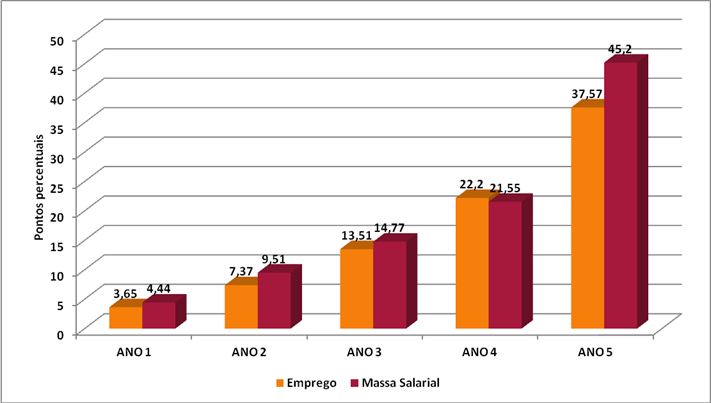 Pontos percentuais
50
45
40
35
30
25
20
15
10
5
0
3,65
4,44
7,37
9,51
13,51
14,77
22,2
21,55
37,57
45,2
ANO 1
ANO 2
ANO 3
ANO 4
ANO 5
Emprego
Massa Salarial